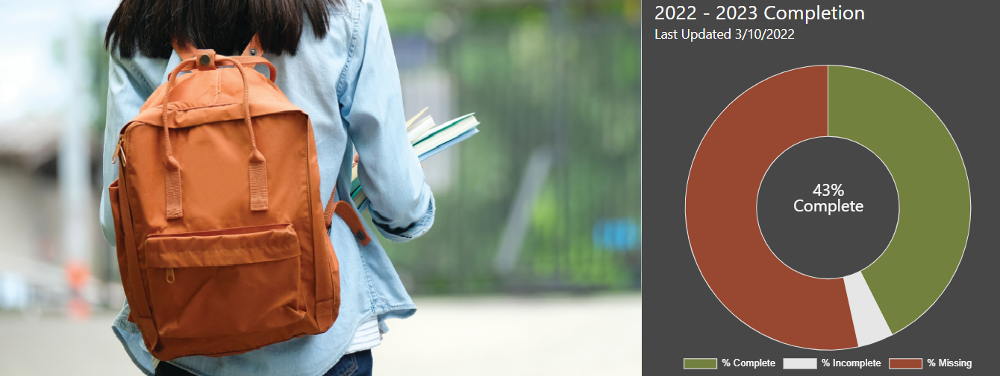 2022 - 2023 Completion
Last Updated 3/10/2022
43%
Complete
% Complete % Incomplete % Missing